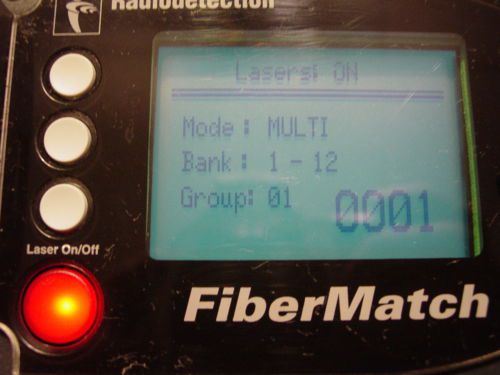 Radiodetection
Lasers: ON
Mode: MULTI
Bank: 1 - 12
Group: 01
0001
Laser On/Off
FiberMatch